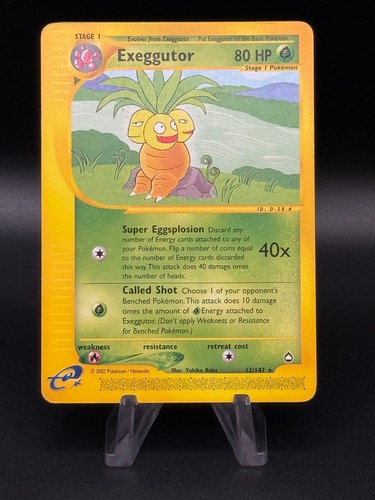 STAGE 1
Evolves from Exeggcute
Put Exeggutor on the Basic Pokémon
Exeggutor
80 HP
Stage 1 Pokémon
ID: D-58-#
Super Eggsplosion Discard any
number of Energy cards attached to any of
your Pokémon. Flip a number of coins equal
to the number of Energy cards discarded
this way. This attack does 40 damage times
the number of heads.
40x
Called Shot Choose 1 of your opponent's
Benched Pokémon. This attack does 10 damage
times the amount of Energy attached to
Exeggutor. (Don't apply Weakness or Resistance
for Benched Pokémon.)
weakness
resistance
retreat cost
e
© 2002 Pokémon / Nintendo
Illus. Yukiko Baba
12/147 ★